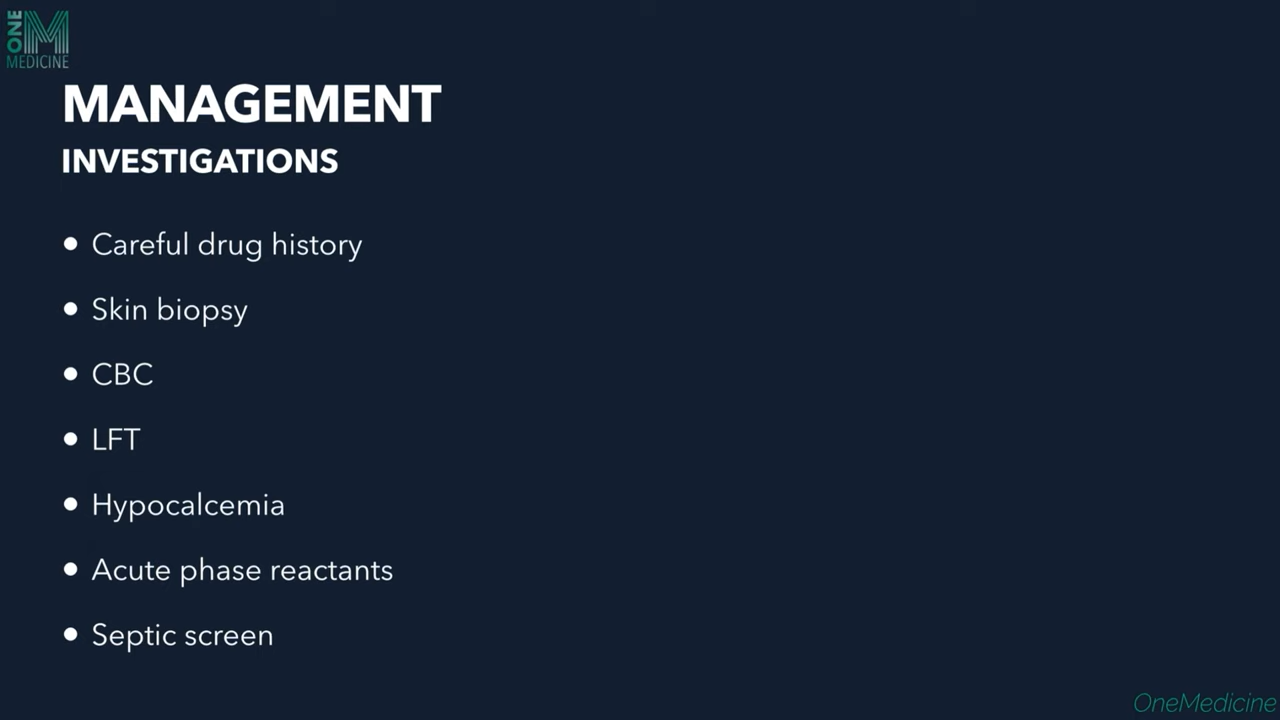 ONE
MEDICINE
MANAGEMENT
INVESTIGATIONS
• Careful drug history
• Skin biopsy
• CBC
• LFT
• Hypocalcemia
• Acute phase reactants
• Septic screen
OneMedicine